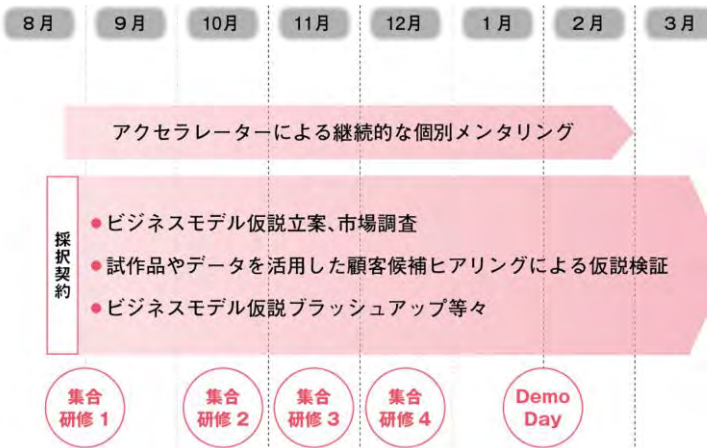 8月 9月 10月 11月 12月 1月 2月 3月
アクセラレーターによる継続的な個別メンタリング
採択契約
●ビジネスモデル仮説立案、市場調査
●試作品やデータを活用した顧客候補ヒアリングによる仮説検証
●ビジネスモデル仮説ブラッシュアップ等々
集合
研修 1
集合
研修 2
集合
研修 3
集合
研修 4
Demo
Day